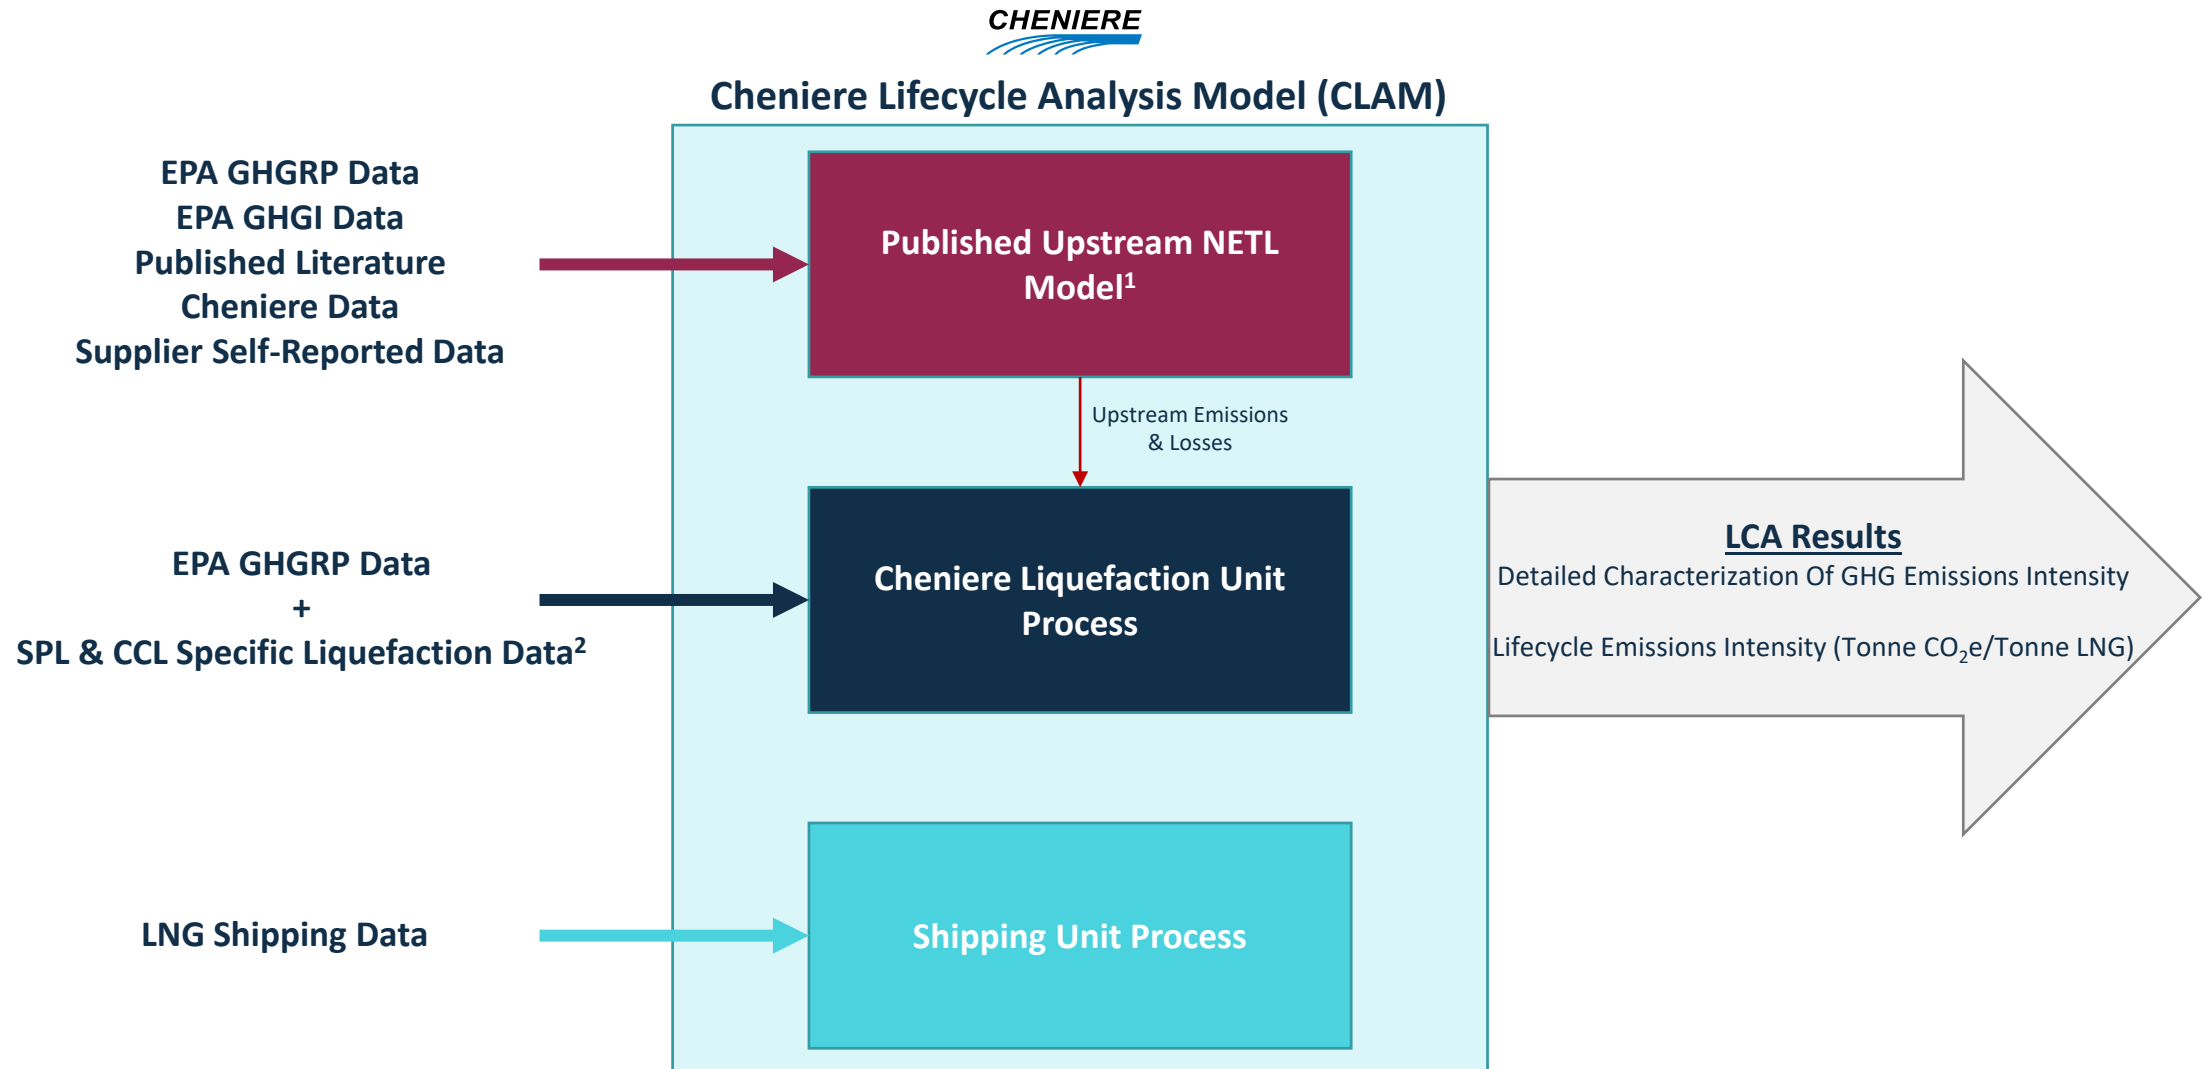 CHENIERE
Cheniere Lifecycle Analysis Model (CLAM)
EPA GHGRP Data
EPA GHGI Data
Published Literature
Cheniere Data
Supplier Self-Reported Data
Published Upstream NETL
Model¹
Upstream Emissions
& Losses
EPA GHGRP Data
+
SPL & CCL Specific Liquefaction Data²
Cheniere Liquefaction Unit
Process
LNG Shipping Data
Shipping Unit Process
LCA Results
Detailed Characterization Of GHG Emissions Intensity
Lifecycle Emissions Intensity (Tonne CO₂e/Tonne LNG)